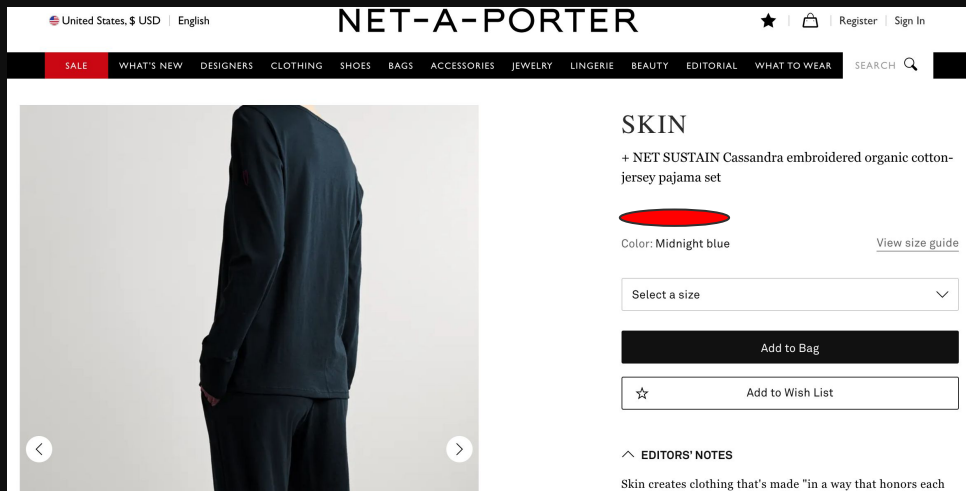 United States, $ USD | English
NET-A-PORTER
Register | Sign In
SALE WHAT'S NEW DESIGNERS CLOTHING SHOES BAGS ACCESSORIES JEWELRY LINGERIE BEAUTY EDITORIAL WHAT TO WEAR SEARCH
SKIN
+ NET SUSTAIN Cassandra embroidered organic cotton-
jersey pajama set
Color: Midnight blue View size guide
Select a size
Add to Bag
Add to Wish List
EDITORS' NOTES
Skin creates clothing that's made "in a way that honors each